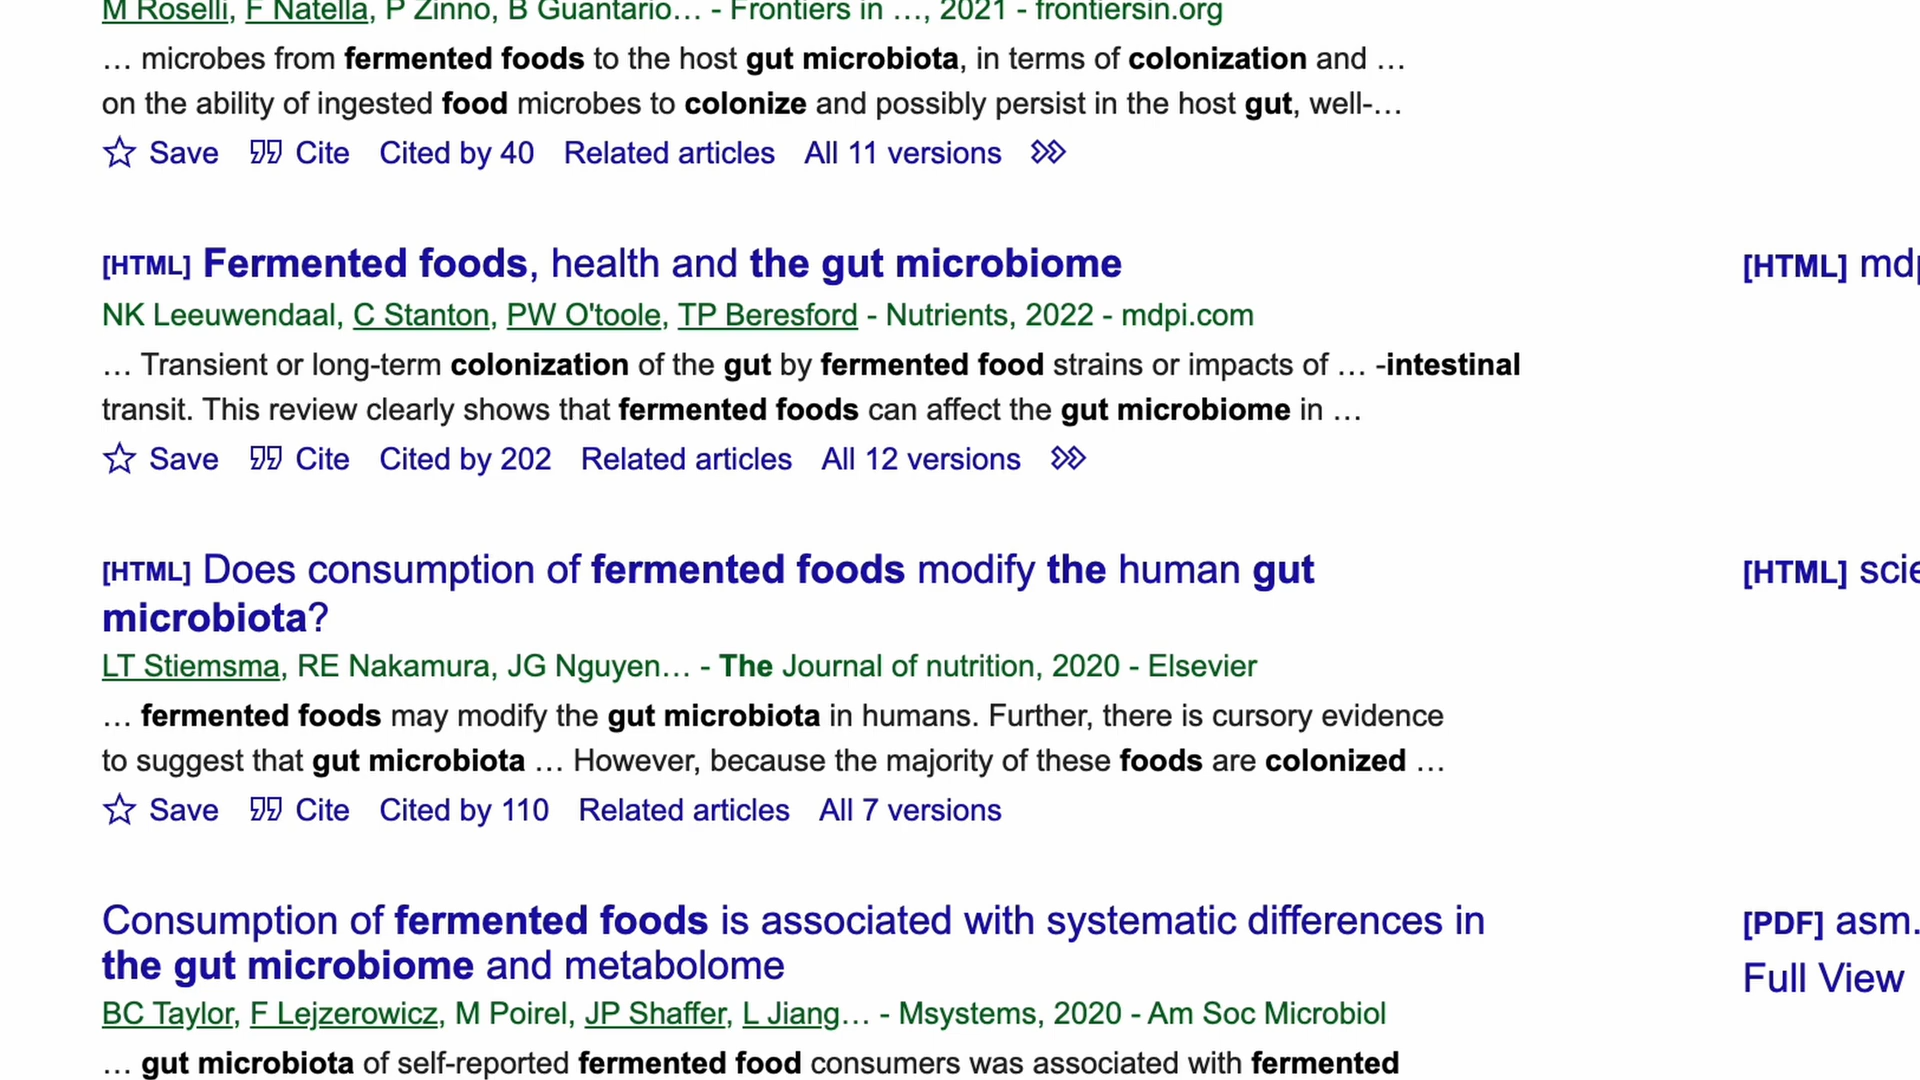 M Roselli, F Natella, P Zinno, B Guantario… - Frontiers in …, 2021 - frontiersin.org
… microbes from fermented foods to the host gut microbiota, in terms of colonization and …
on the ability of ingested food microbes to colonize and possibly persist in the host gut, well-…
Save Cite Cited by 40 Related articles All 11 versions
[HTML] Fermented foods, health and the gut microbiome
[HTML] mdp
NK Leeuwendaal, C Stanton, PW O'toole, TP Beresford - Nutrients, 2022 - mdpi.com
… Transient or long-term colonization of the gut by fermented food strains or impacts of … -intestinal
transit. This review clearly shows that fermented foods can affect the gut microbiome in …
Save Cite Cited by 202 Related articles All 12 versions
[HTML] Does consumption of fermented foods modify the human gut
microbiota?
[HTML] scie
LT Stiemsma, RE Nakamura, JG Nguyen… - The Journal of nutrition, 2020 - Elsevier
… fermented foods may modify the gut microbiota in humans. Further, there is cursory evidence
to suggest that gut microbiota … However, because the majority of these foods are colonized …
Save Cite Cited by 110 Related articles All 7 versions
Consumption of fermented foods is associated with systematic differences in
the gut microbiome and metabolome
[PDF] asm.
Full View
BC Taylor, F Lejzerowicz, M Poirel, JP Shaffer, L Jiang… - Msystems, 2020 - Am Soc Microbiol
… gut microbiota of self-reported fermented food consumers was associated with fermented